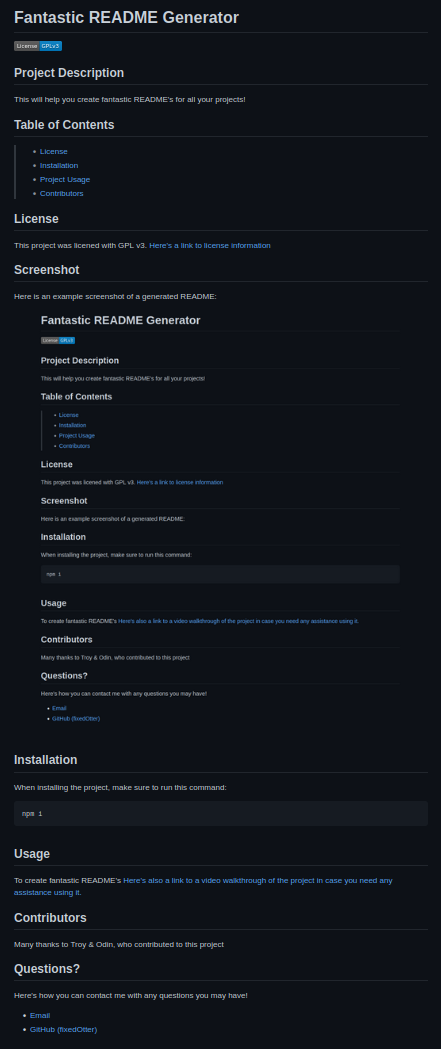 Fantastic README Generator
License GPLv3
Project Description
This will help you create fantastic README's for all your projects!
Table of Contents
License
Installation
Project Usage
Contributors
License
This project was licened with GPL v3. Here's a link to license information
Screenshot
Here is an example screenshot of a generated README:
Fantastic README Generator
License GPLv3
Project Description
This will help you create fantastic README's for all your projects!
Table of Contents
License
Installation
Project Usage
Contributors
License
This project was licened with GPL v3. Here's a link to license information
Screenshot
Here is an example screenshot of a generated README:
Installation
When installing the project, make sure to run this command:
npm i
Usage
To create fantastic README's Here's also a link to a video walkthrough of the project in case you need any assistance using it.
Contributors
Many thanks to Troy & Odin, who contributed to this project
Questions?
Here's how you can contact me with any questions you may have!
Email
GitHub (fixedOtter)
Installation
When installing the project, make sure to run this command:
npm i
Usage
To create fantastic README's Here's also a link to a video walkthrough of the project in case you need any
assistance using it.
Contributors
Many thanks to Troy & Odin, who contributed to this project
Questions?
Here's how you can contact me with any questions you may have!
Email
GitHub (fixedOtter)